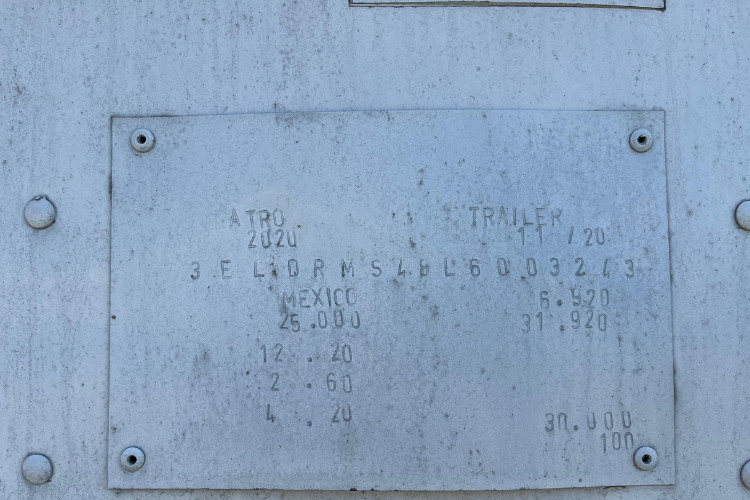 ATRO TRAILER
2020 11 / 20
3 E L D R M S 4 8 L 6 0 0 3 2 4 3
MEXICO 6.920
25.000 31.920
12 . 20
2 . 60
4 . 20 30.000
100